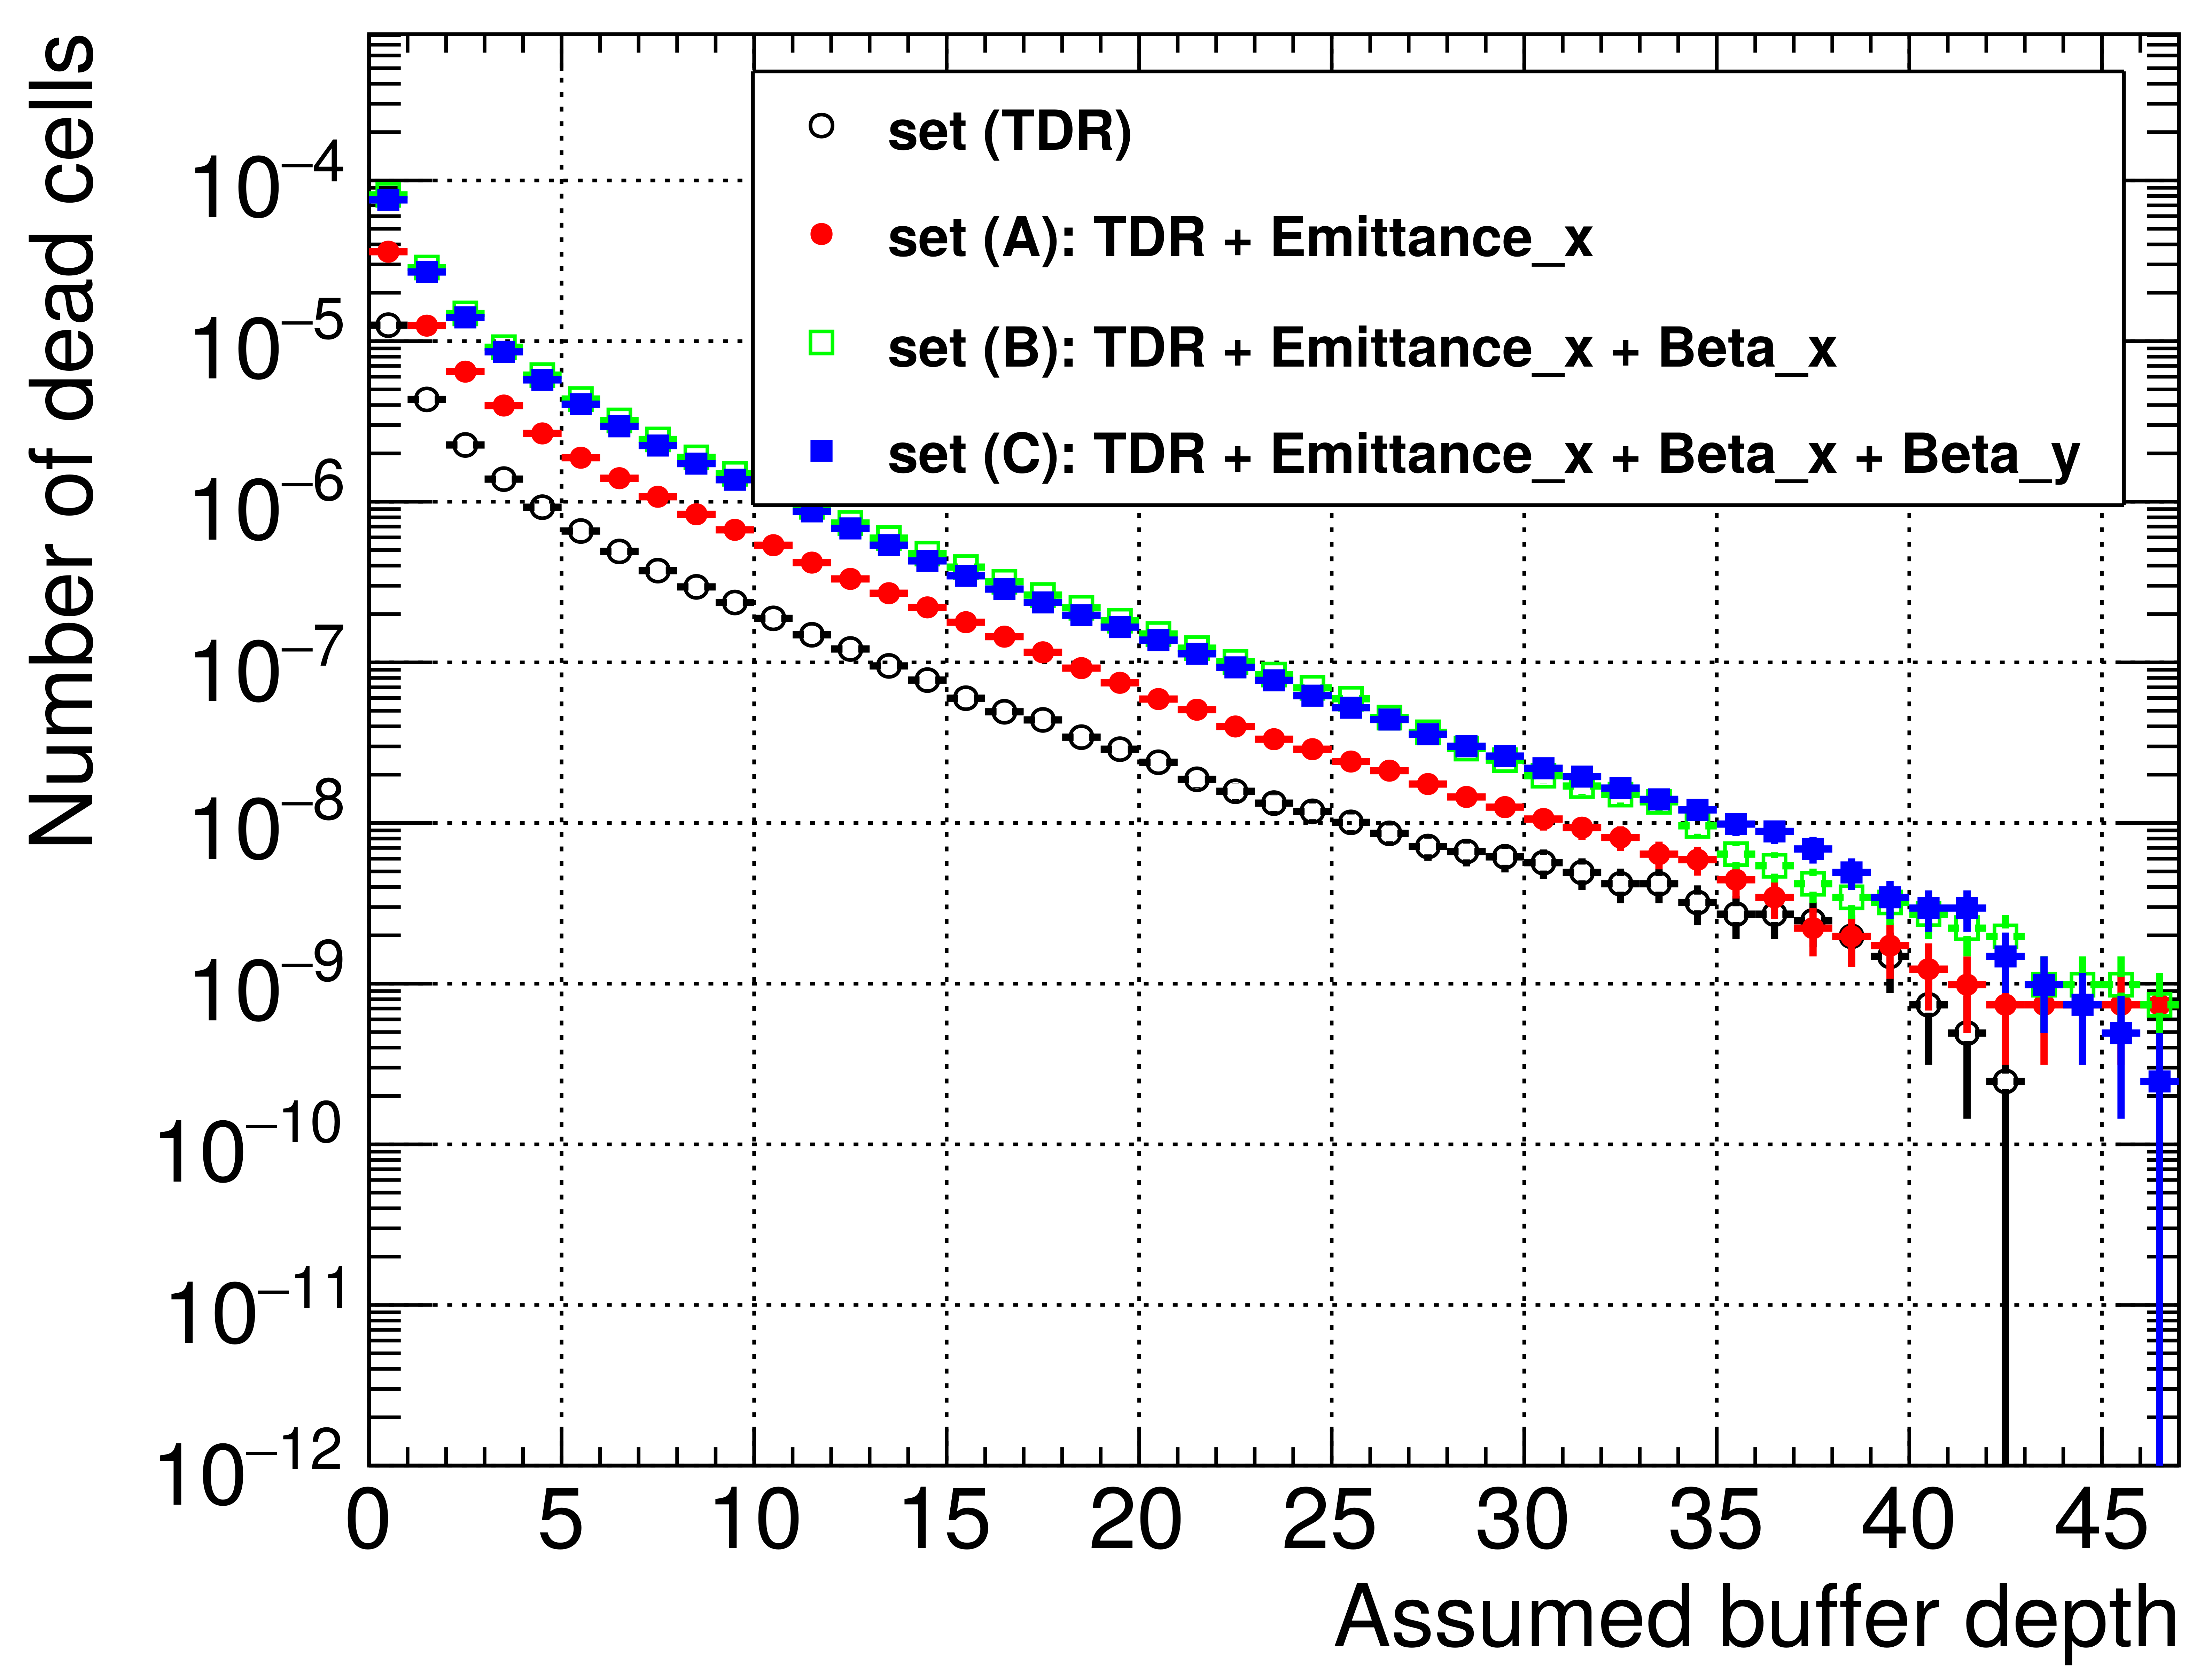 Number of dead cells
10−4
10−5
10−6
10−7
10−8
10−9
10−10
10−11
10−12
set (TDR)
set (A): TDR + Emittance_x
set (B): TDR + Emittance_x + Beta_x
set (C): TDR + Emittance_x + Beta_x + Beta_y
0 5 10 15 20 25 30 35 40 45
Assumed buffer depth